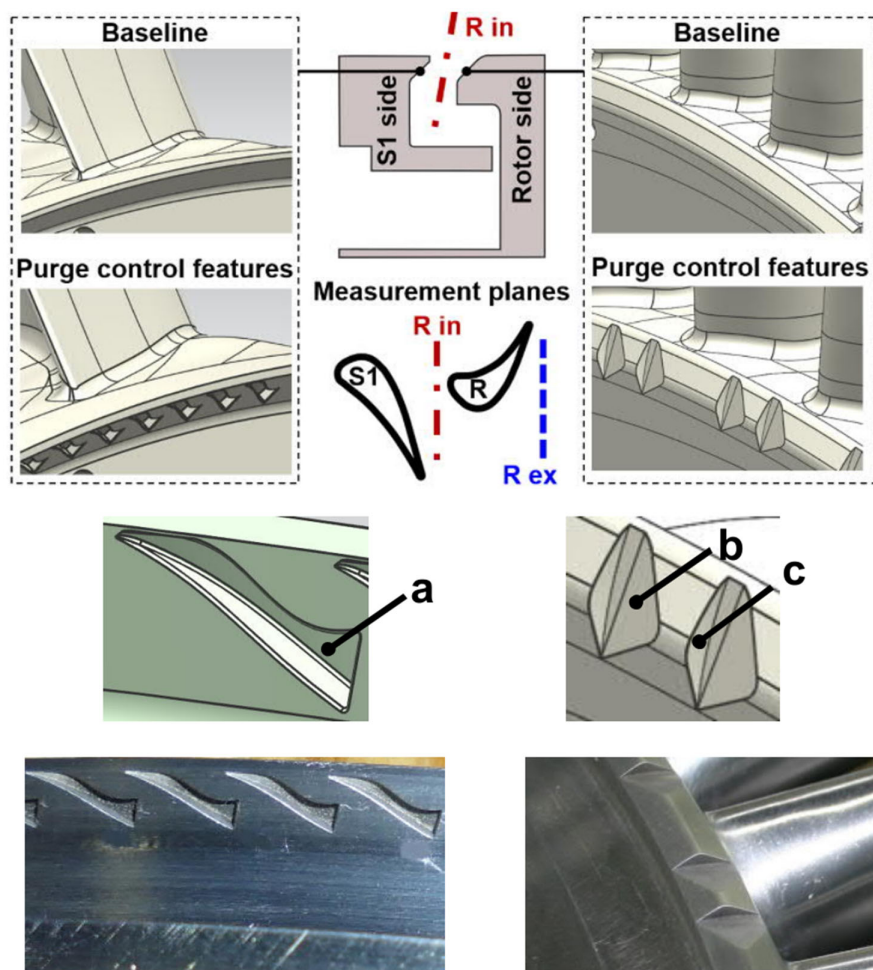 Baseline
R in
Baseline
S1 side
Rotor side
Purge control features
Purge control features
Measurement planes
R in
S1
R
R ex
a
b
c